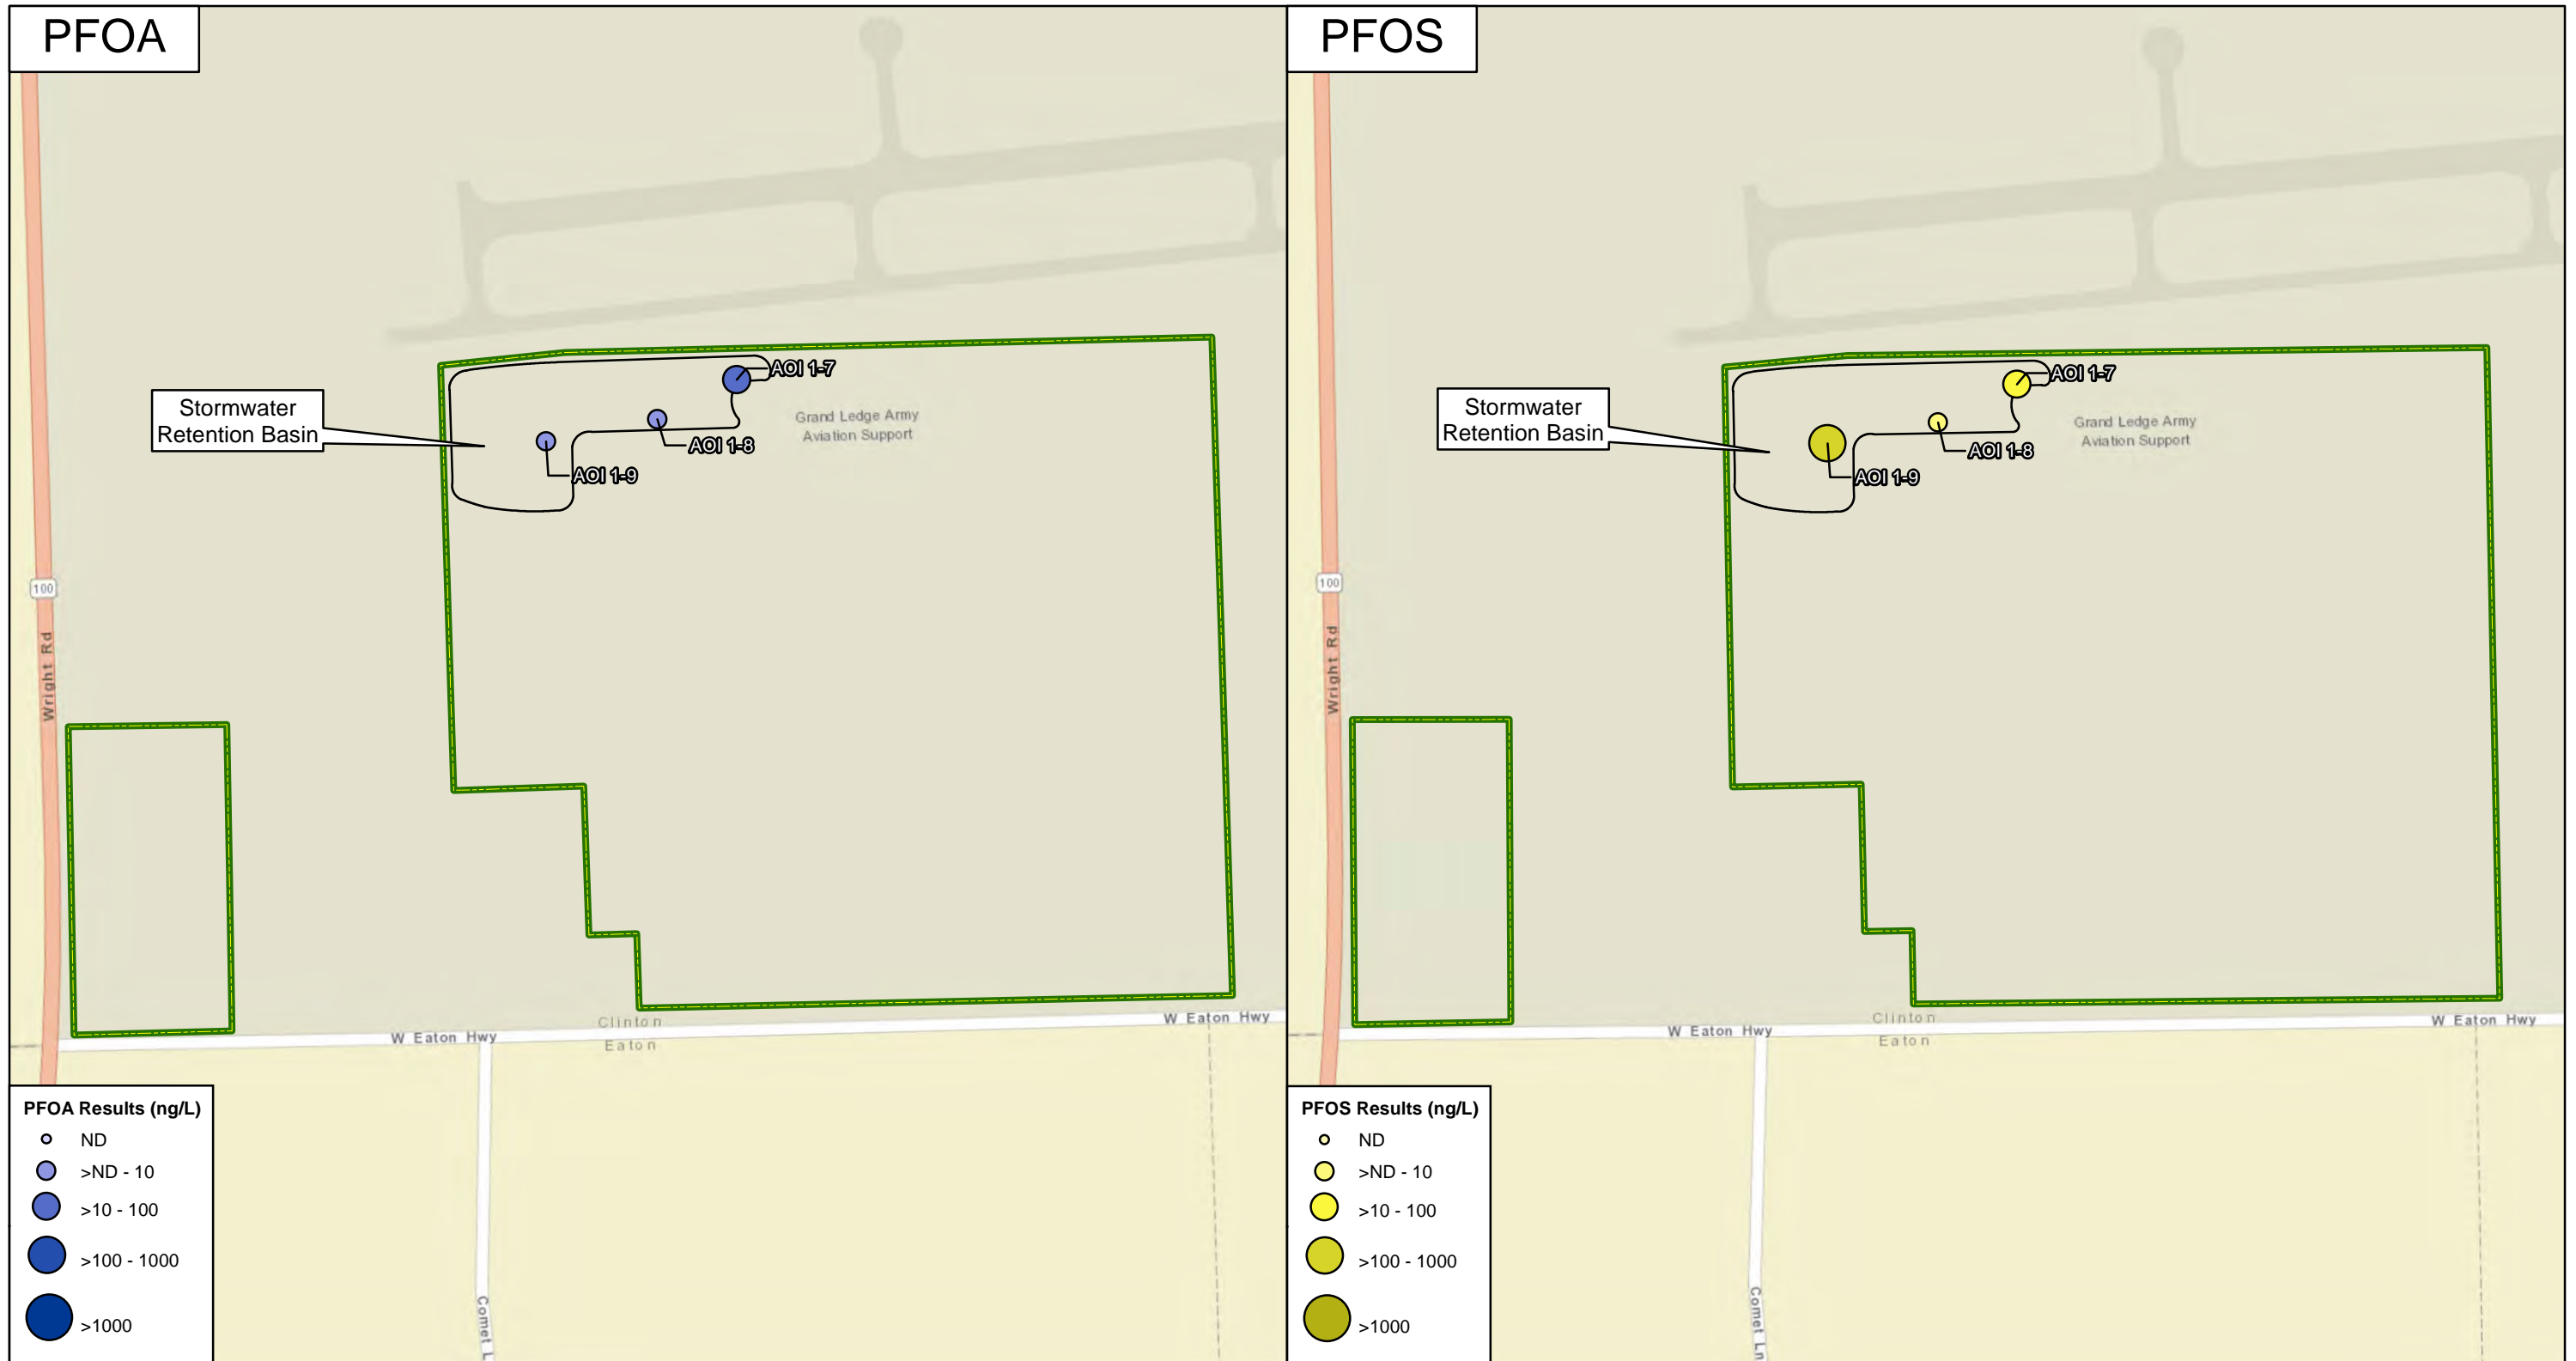 PFOA
AOI 1-7
Stormwater
Retention Basin
Grand Ledge Army
Aviation Support
AOI 1-8
AOI 1-9
100
Wright Rd
Clinton
W Eaton Hwy
W Eaton Hwy
Eaton
PFOA Results (ng/L)
ND
>ND - 10
>10 - 100
>100 - 1000
>1000
Comet L
PFOS
AOI 1-7
Stormwater
Retention Basin
Grand Ledge Army
Aviation Support
AOI 1-8
AOI 1-9
100
Wright Rd
Clinton
W Eaton Hwy
W Eaton Hwy
Eaton
PFOS Results (ng/L)
ND
>ND - 10
>10 - 100
>100 - 1000
>1000
Comet Ln